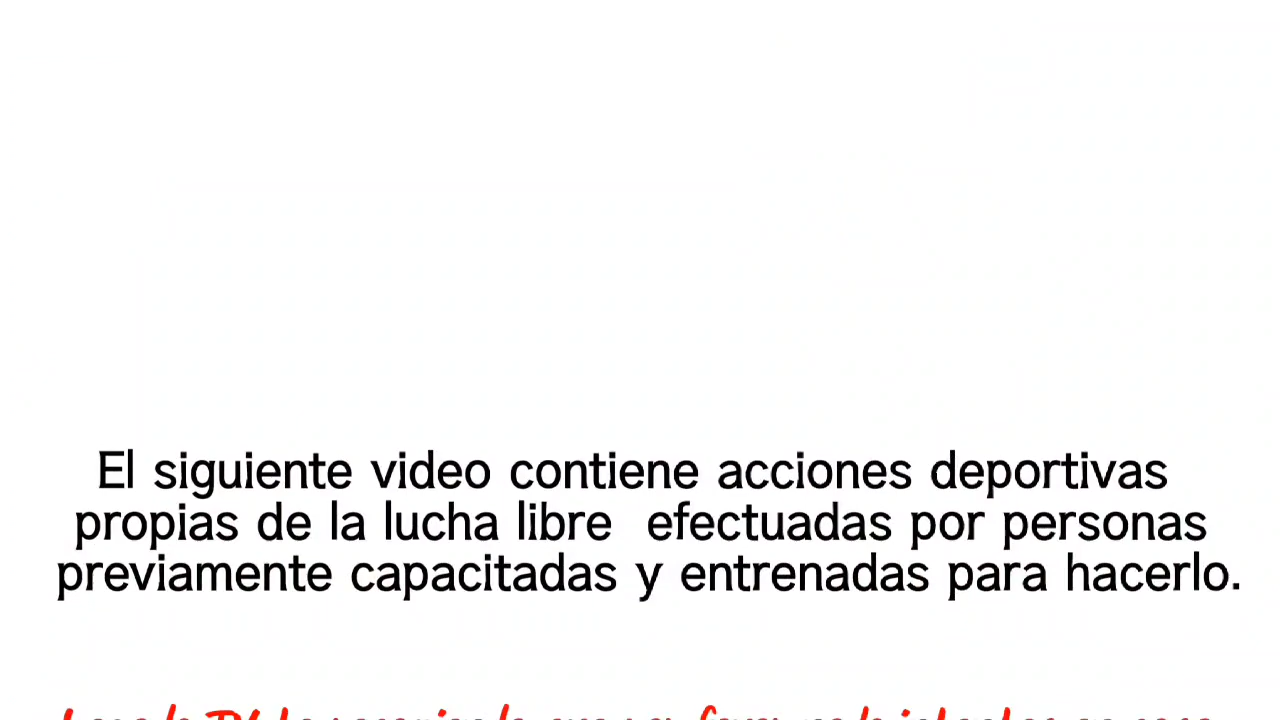 El siguiente video contiene acciones deportivas
propias de la lucha libre efectuadas por personas
previamente capacitadas y entrenadas para hacerlo.